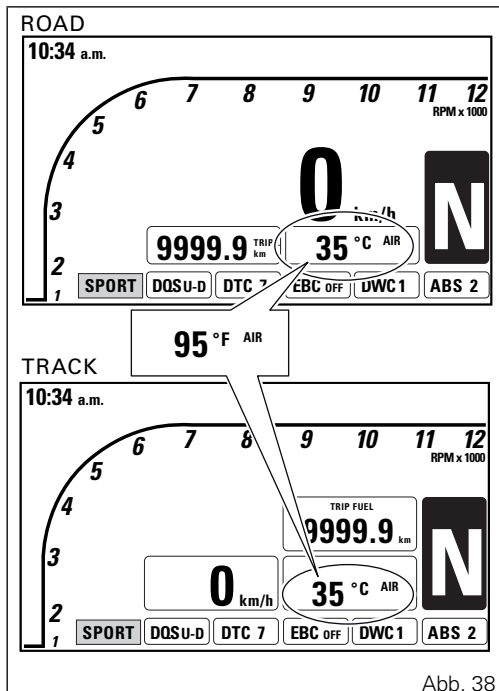 ROAD
10:34 a.m.
6 7 8 9 10 11 12
RPM x 1000
5
4
3
2
1
0 km/h
N
9999.9 TRIP km
35 °C AIR
SPORT DQS U-D DTC 7 EBC OFF DWC 1 ABS 2
95 °F AIR
TRACK
10:34 a.m.
6 7 8 9 10 11 12
RPM x 1000
5
4
3
2
1
TRIP FUEL
9999.9 km
N
0 km/h
35 °C AIR
SPORT DQS U-D DTC 7 EBC OFF DWC 1 ABS 2
Abb. 38